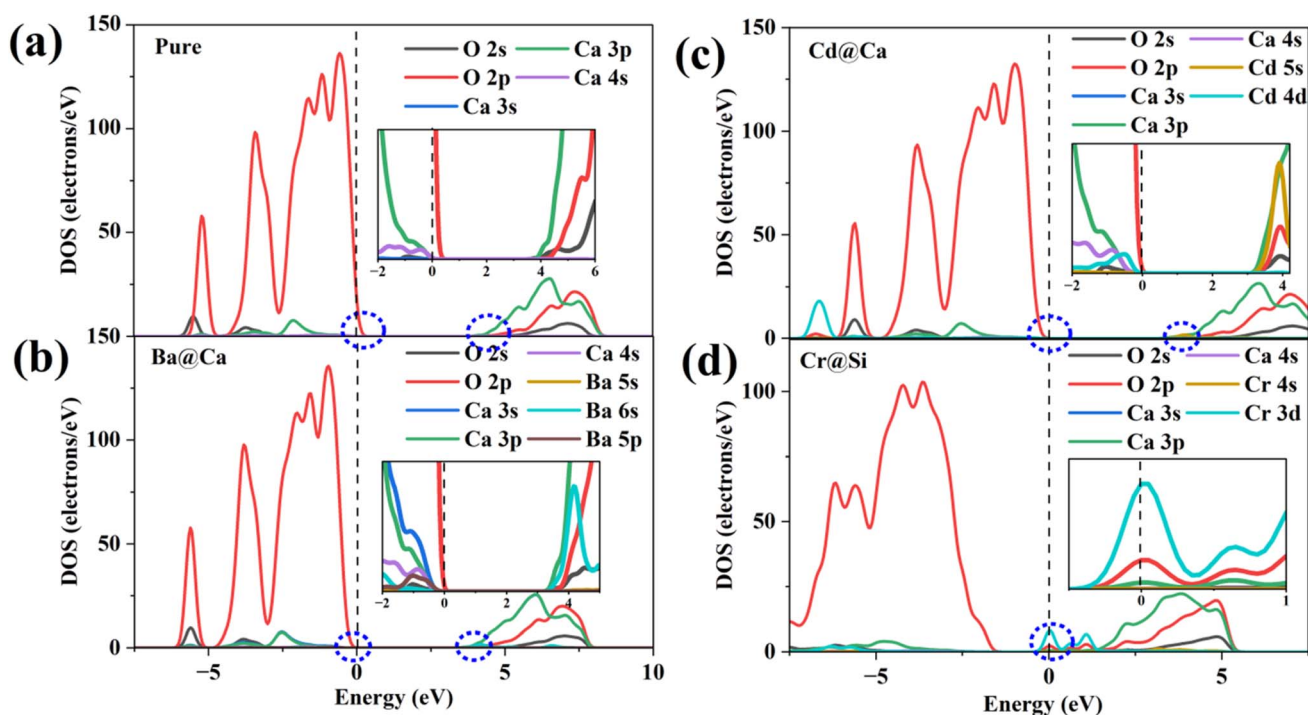 (a)
Pure
O 2s
O 2p
Ca 3s
Ca 3p
Ca 4s
150
100
50
0
DOS (electrons/eV)
−2 0 2 4 6
(b)
Ba@Ca
O 2s
O 2p
Ca 3s
Ca 3p
Ca 4s
Ba 5s
Ba 6s
Ba 5p
150
100
50
0
DOS (electrons/eV)
−2 0 2 4
−5 0 5 10
Energy (eV)
(c)
Cd@Ca
O 2s
O 2p
Ca 3s
Ca 3p
Ca 4s
Cd 5s
Cd 4d
150
100
50
0
DOS (electrons/eV)
−2 −1 0 1 2 3 4
(d)
Cr@Si
O 2s
O 2p
Ca 3s
Ca 3p
Ca 4s
Cr 4s
Cr 3d
100
50
0
DOS (electrons/eV)
0 1
−5 0 5
Energy (eV)